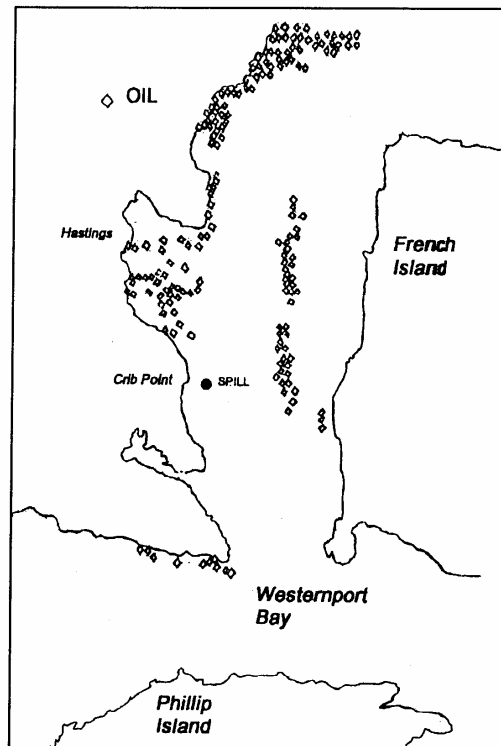 OIL
Hastings
French
Island
Crib Point
SPILL
Westernport
Bay
Phillip
Island